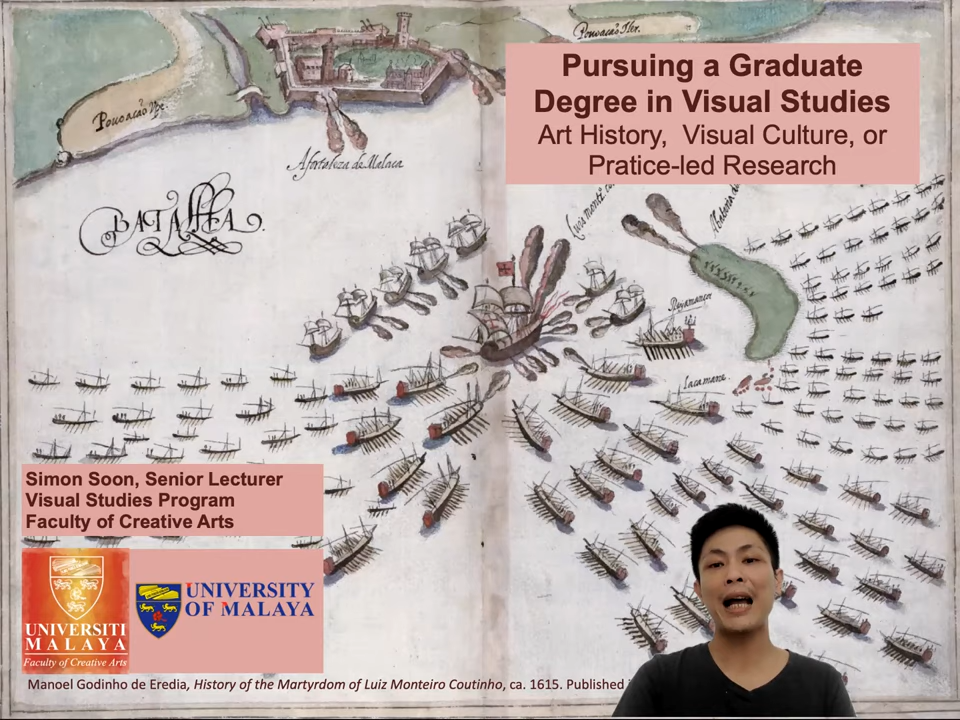 Pursuing a Graduate
Degree in Visual Studies
Art History, Visual Culture, or
Pratice-led Research
Afortaleza de Malaca
BATALHA.
Simon Soon, Senior Lecturer
Visual Studies Program
Faculty of Creative Arts
UNIVERSITI
MALAYA
Faculty of Creative Arts
UNIVERSITY
OF MALAYA
Manoel Godinho de Eredia, History of the Martyrdom of Luiz Monteiro Coutinho, ca. 1615. Published